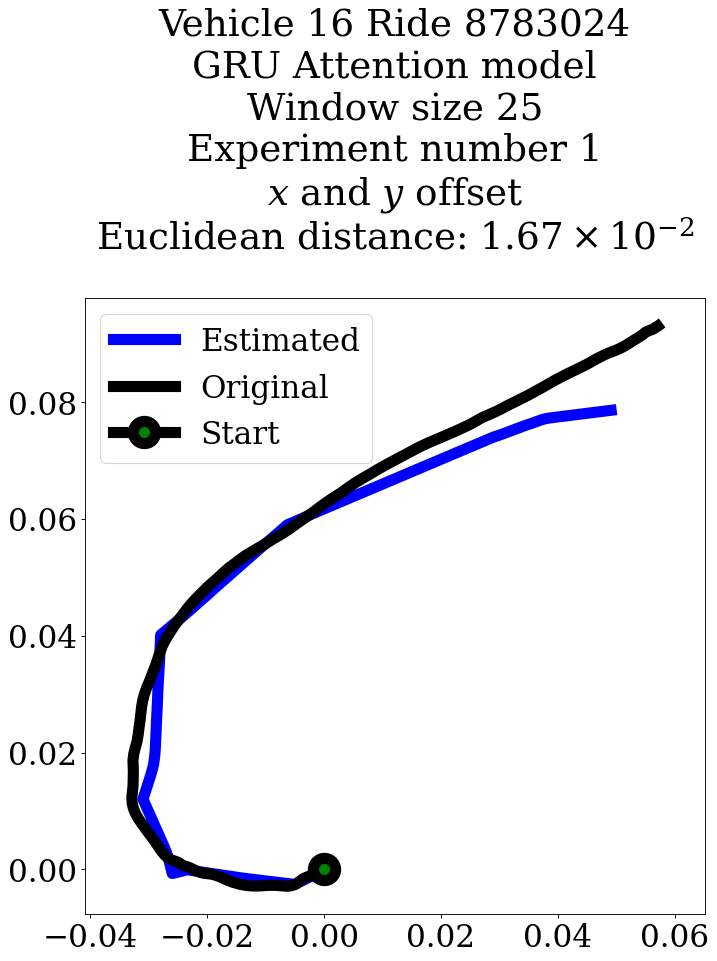 Vehicle 16 Ride 8783024
GRU Attention model
Window size 25
Experiment number 1
x and y offset
Euclidean distance: 1.67 × 10⁻²
Estimated
Original
Start
0.08
0.06
0.04
0.02
0.00
−0.04 −0.02 0.00 0.02 0.04 0.06